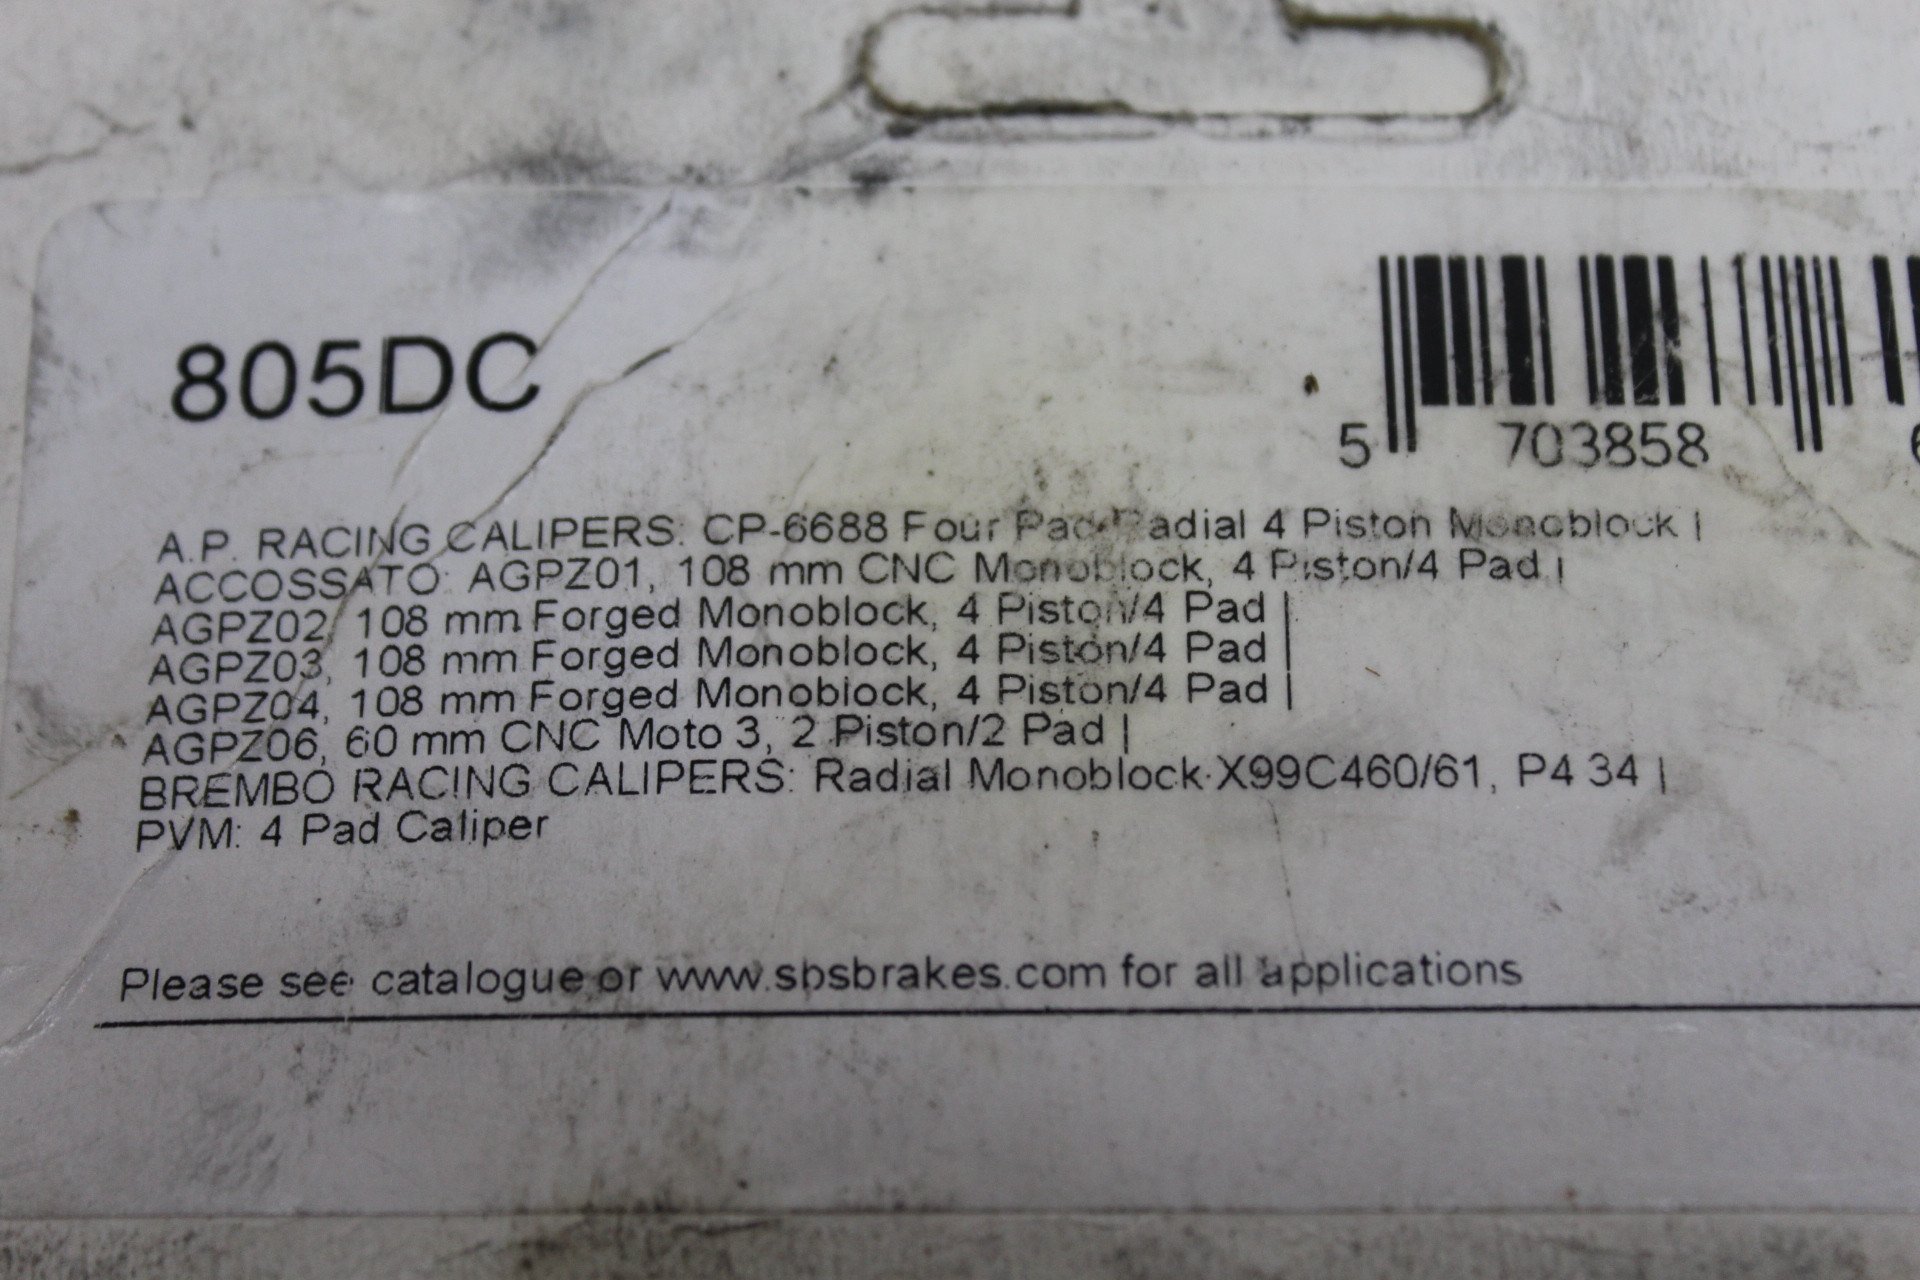 805DC
5 703858
A.P. RACING CALIPERS: CP-6688 Four Pad Radial 4 Piston Monoblock |
ACCOSSATO: AGPZ01, 108 mm CNC Monoblock, 4 Piston/4 Pad |
AGPZ02, 108 mm Forged Monoblock, 4 Piston/4 Pad |
AGPZ03, 108 mm Forged Monoblock, 4 Piston/4 Pad |
AGPZ04, 108 mm Forged Monoblock, 4 Piston/4 Pad |
AGPZ06, 60 mm CNC Moto 3, 2 Piston/2 Pad |
BREMBO RACING CALIPERS: Radial Monoblock X99C460/61, P4 34 |
PVM: 4 Pad Caliper
Please see catalogue or www.sbsbrakes.com for all applications